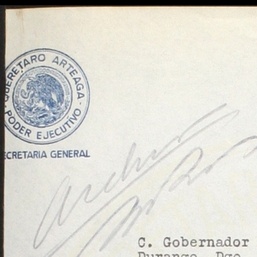 QUERETARO ARTEAGA
PODER EJECUTIVO
SECRETARIA GENERAL
C. Gobernador
Durango, Dgo.